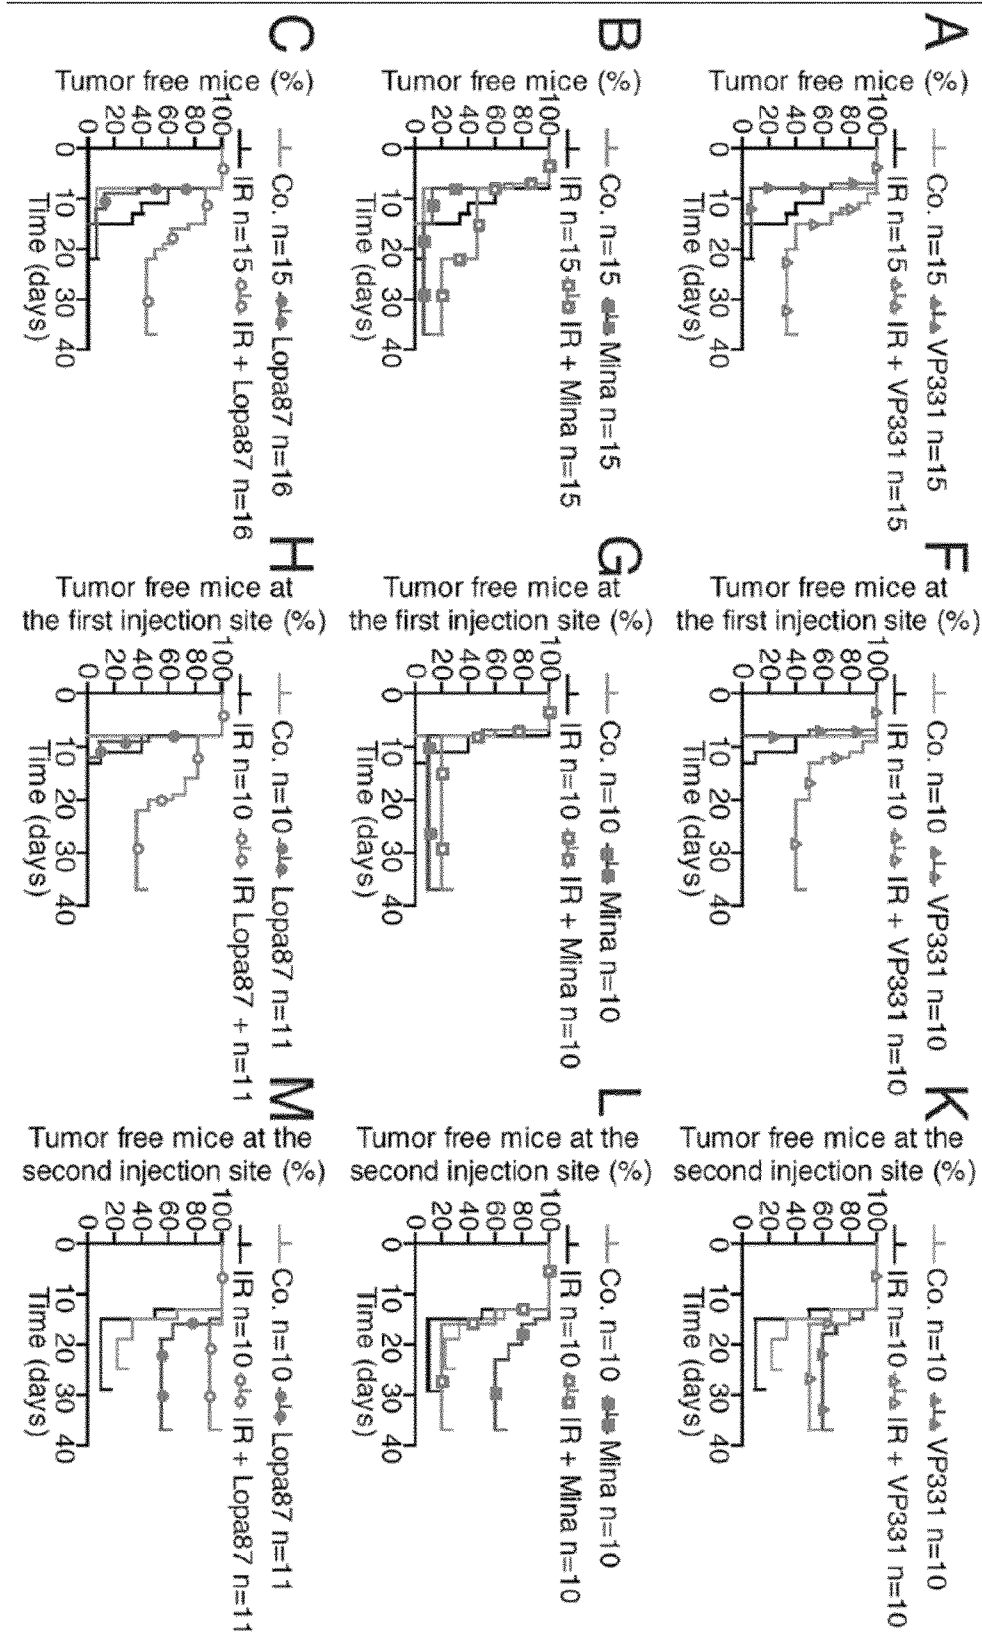 A
Co. n=15 VP331 n=15
IR n=15 IR + VP331 n=15
Tumor free mice (%)
100
80
60
40
20
0
0 10 20 30 40
Time (days)
F
Co. n=10 VP331 n=10
IR n=10 IR + VP331 n=10
Tumor free mice at
the first injection site (%)
100
80
60
40
20
0
0 10 20 30 40
Time (days)
K
Co. n=10 VP331 n=10
IR n=10 IR + VP331 n=10
Tumor free mice at the
second injection site (%)
100
80
60
40
20
0
0 10 20 30 40
Time (days)
B
Co. n=15 Mina n=15
IR n=15 IR + Mina n=15
Tumor free mice (%)
100
80
60
40
20
0
0 10 20 30 40
Time (days)
G
Co. n=10 Mina n=10
IR n=10 IR + Mina n=10
Tumor free mice at
the first injection site (%)
100
80
60
40
20
0
0 10 20 30 40
Time (days)
L
Co. n=10 Mina n=10
IR n=10 IR + Mina n=10
Tumor free mice at the
second injection site (%)
100
80
60
40
20
0
0 10 20 30 40
Time (days)
C
Co. n=15 Lopa87 n=16
IR n=15 IR + Lopa87 n=16
Tumor free mice (%)
100
80
60
40
20
0
0 10 20 30 40
Time (days)
H
Co. n=10 Lopa87 n=11
IR n=10 IR Lopa87 + n=11
Tumor free mice at
the first injection site (%)
100
80
60
40
20
0
0 10 20 30 40
Time (days)
M
Co. n=10 Lopa87 n=11
IR n=10 IR + Lopa87 n=11
Tumor free mice at the
second injection site (%)
100
80
60
40
20
0
0 10 20 30 40
Time (days)